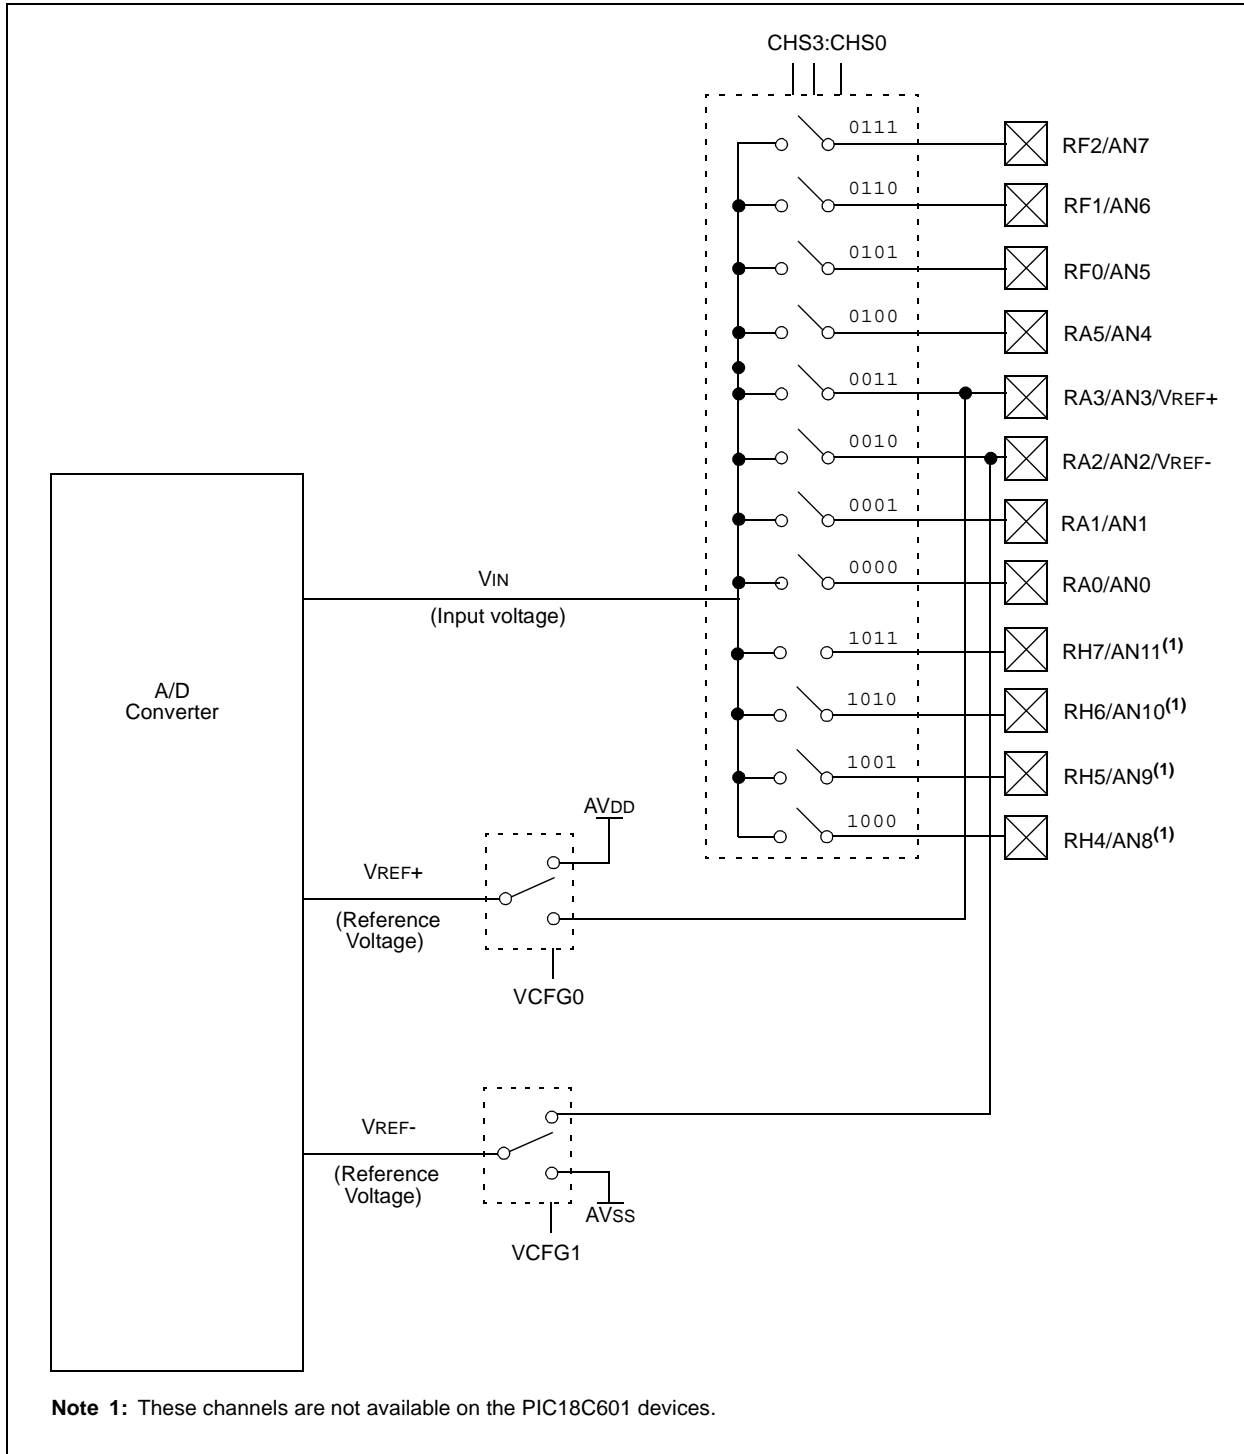 CHS3:CHS0
0111
RF2/AN7
0110
RF1/AN6
0101
RF0/AN5
0100
RA5/AN4
0011
RA3/AN3/VREF+
0010
RA2/AN2/VREF-
0001
RA1/AN1
0000
RA0/AN0
VIN
(Input voltage)
1011
RH7/AN11(1)
1010
RH6/AN10(1)
1001
RH5/AN9(1)
1000
RH4/AN8(1)
A/D
Converter
AVDD
VREF+
(Reference
Voltage)
VCFG0
VREF-
(Reference
Voltage)
AVSS
VCFG1
Note 1: These channels are not available on the PIC18C601 devices.